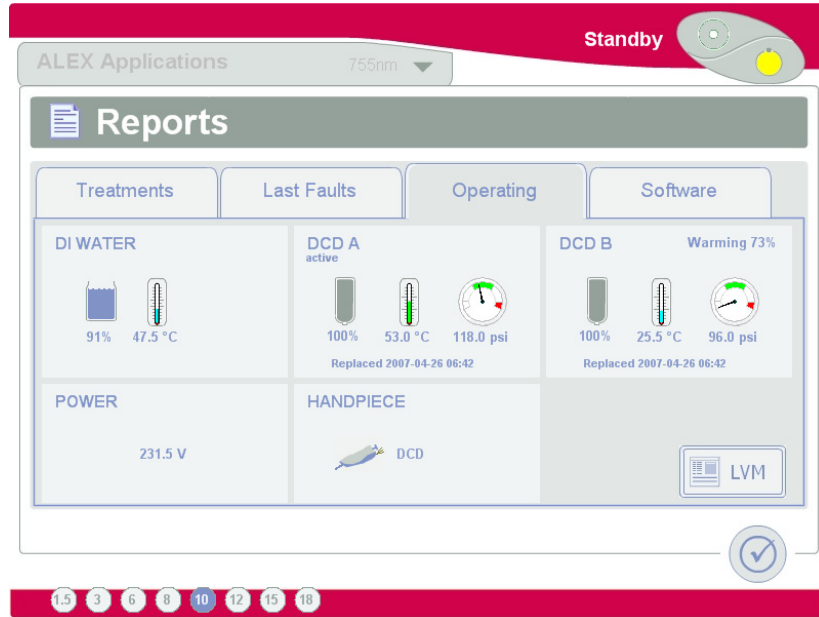 Standby
ALEX Applications 755nm
Reports
Treatments Last Faults Operating Software
DI WATER
91% 47.5 °C
DCD A
active
100% 53.0 °C 118.0 psi
Replaced 2007-04-26 06:42
DCD B Warming 73%
100% 25.5 °C 96.0 psi
Replaced 2007-04-26 06:42
POWER
231.5 V
HANDPIECE
DCD
LVM
1.5 3 6 8 10 12 15 18